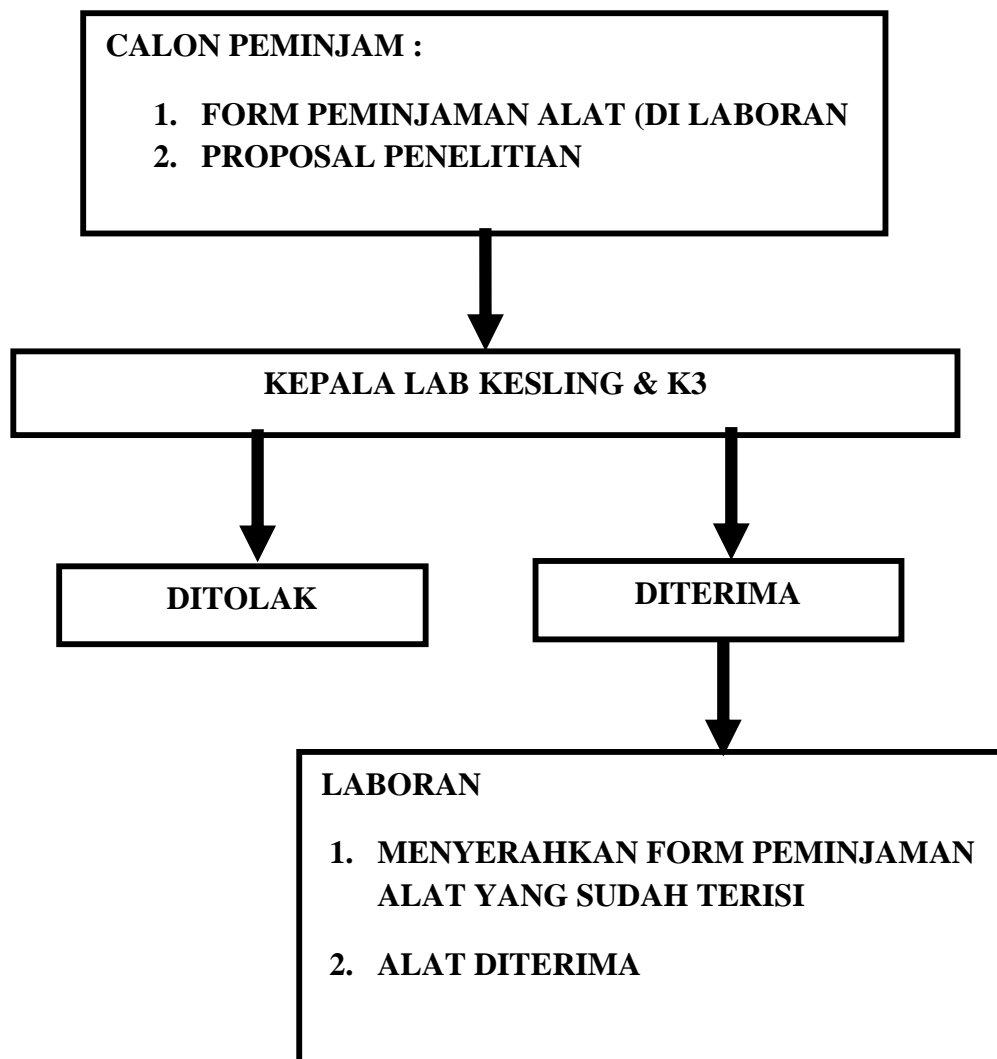 CALON PEMINJAM :
1. FORM PEMINJAMAN ALAT (DI LABORAN
2. PROPOSAL PENELITIAN
KEPALA LAB KESLING & K3
DITOLAK
DITERIMA
LABORAN
1. MENYERAHKAN FORM PEMINJAMAN
ALAT YANG SUDAH TERISI
2. ALAT DITERIMA